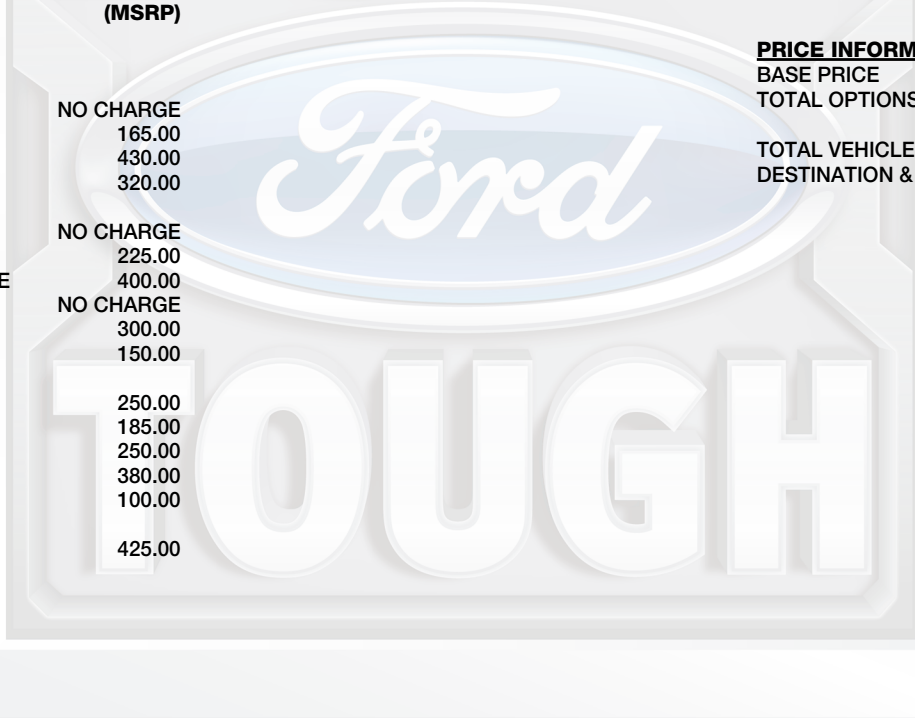 (MSRP)
NO CHARGE
165.00
430.00
320.00
NO CHARGE
225.00
E 400.00
NO CHARGE
300.00
150.00
250.00
185.00
250.00
380.00
100.00
425.00
PRICE INFORM
BASE PRICE
TOTAL OPTIONS
TOTAL VEHICLE
DESTINATION &
Ford
TOUGH